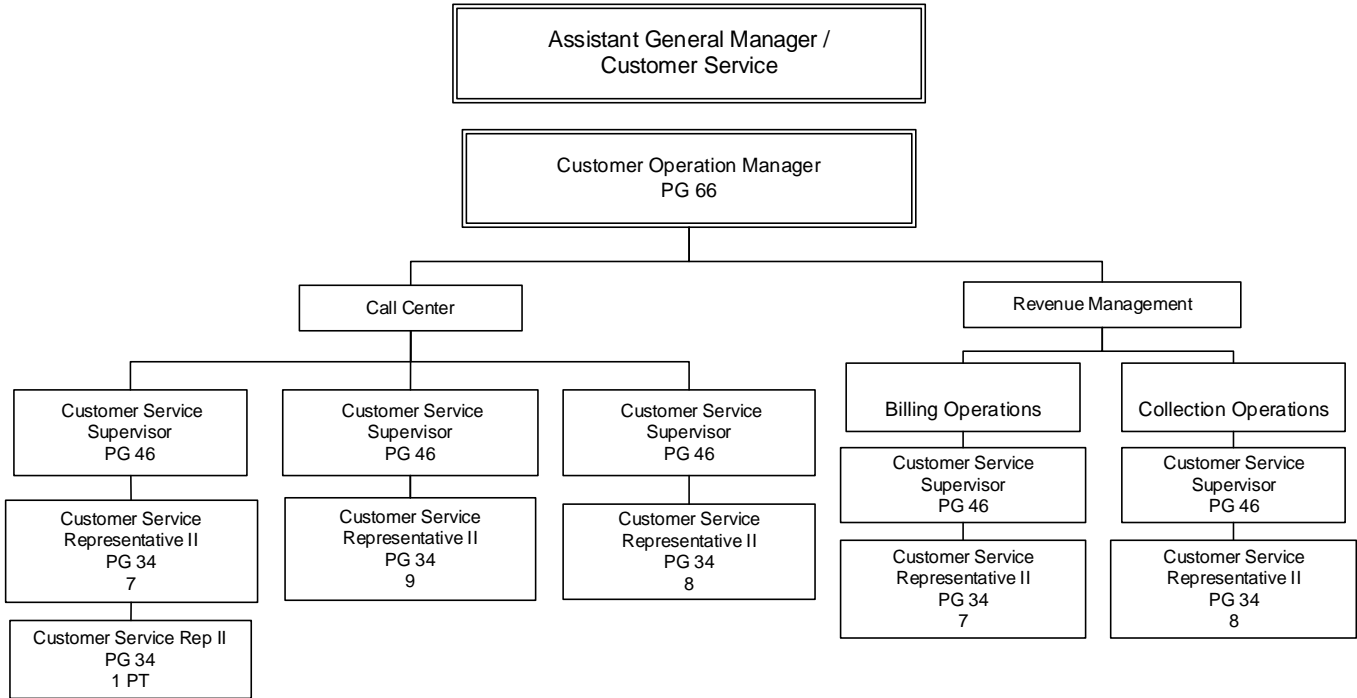 Assistant General Manager /
Customer Service
Customer Operation Manager
PG 66
Call Center
Revenue Management
Customer Service
Supervisor
PG 46
Customer Service
Representative II
PG 34
7
Customer Service Rep II
PG 34
1 PT
Customer Service
Supervisor
PG 46
Customer Service
Representative II
PG 34
9
Customer Service
Supervisor
PG 46
Customer Service
Representative II
PG 34
8
Billing Operations
Customer Service
Supervisor
PG 46
Customer Service
Representative II
PG 34
7
Collection Operations
Customer Service
Supervisor
PG 46
Customer Service
Representative II
PG 34
8